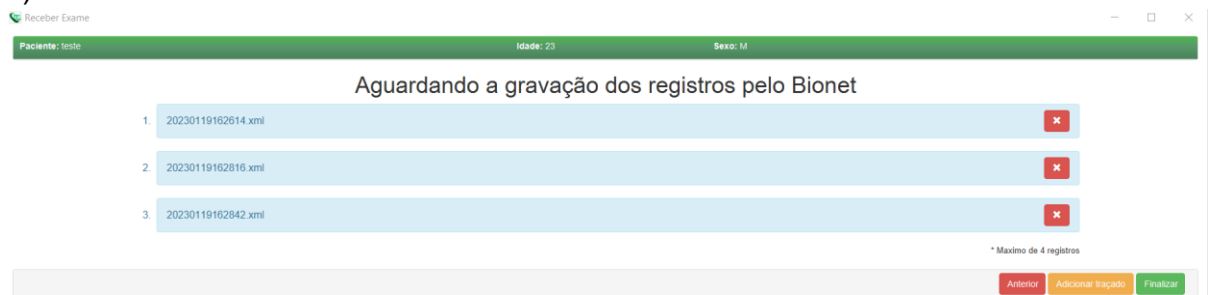 Receber Exame
Paciente: teste Idade: 23 Sexo: M
Aguardando a gravação dos registros pelo Bionet
1. 20230119162614.xml
2. 20230119162816.xml
3. 20230119162842.xml
* Maximo de 4 registros
Anterior Adicionar traçado Finalizar